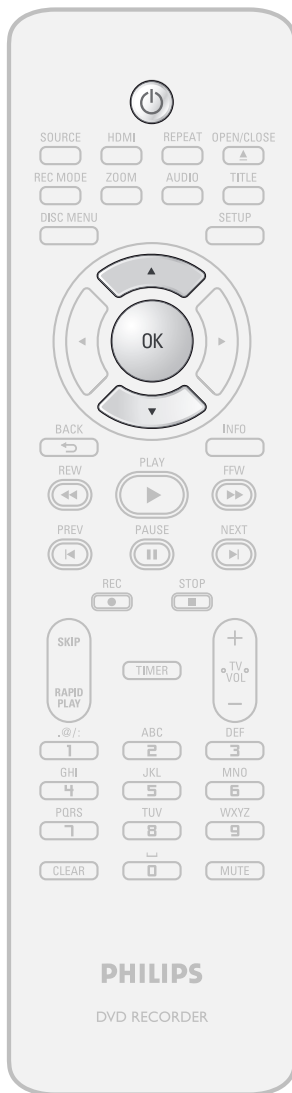 SOURCE HDMI REPEAT OPEN/CLOSE
REC MODE ZOOM AUDIO TITLE
DISC MENU SETUP
OK
BACK INFO
REW PLAY FFW
PREV PAUSE NEXT
REC STOP
SKIP
RAPID
PLAY
TIMER
+
TV
VOL
−
.@/: ABC DEF
1 2 3
GHI JKL MNO
4 5 6
PQRS TUV WXYZ
7 8 9
CLEAR 0 MUTE
PHILIPS
DVD RECORDER